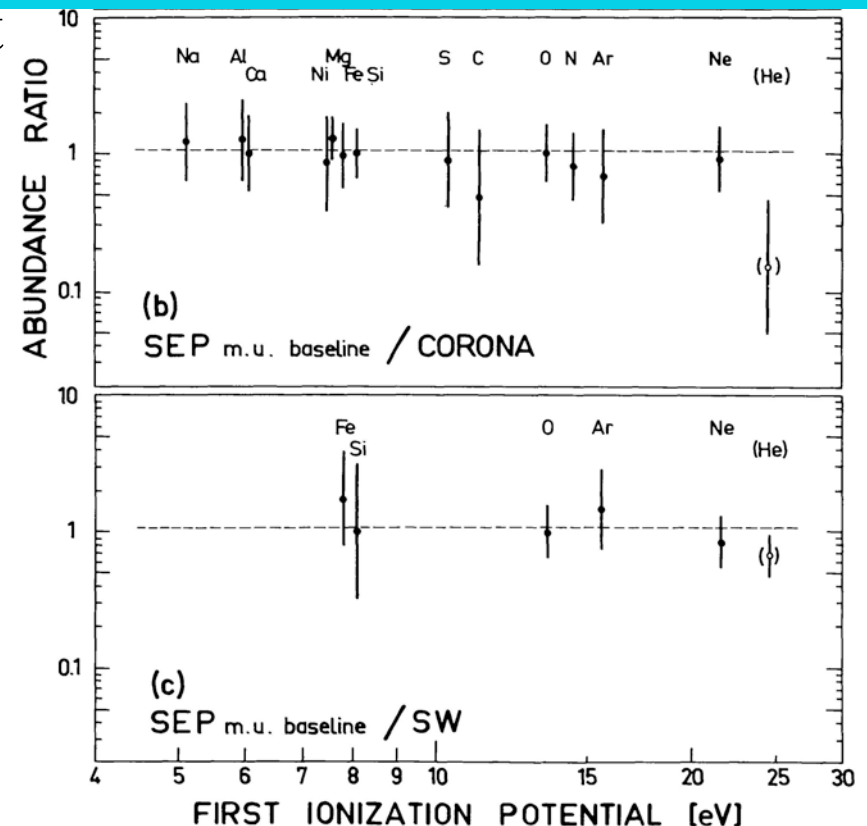 10
Na Al Mg S C O N Ar Ne
Ca Ni Fe Si (He)
1
0.1
(b)
SEP m.u. baseline / CORONA
10
Fe O Ar Ne
Si (He)
1
0.1
(c)
SEP m.u. baseline / SW
4 5 6 7 8 9 10 15 20 25 30
FIRST IONIZATION POTENTIAL [eV]
ABUNDANCE RATIO